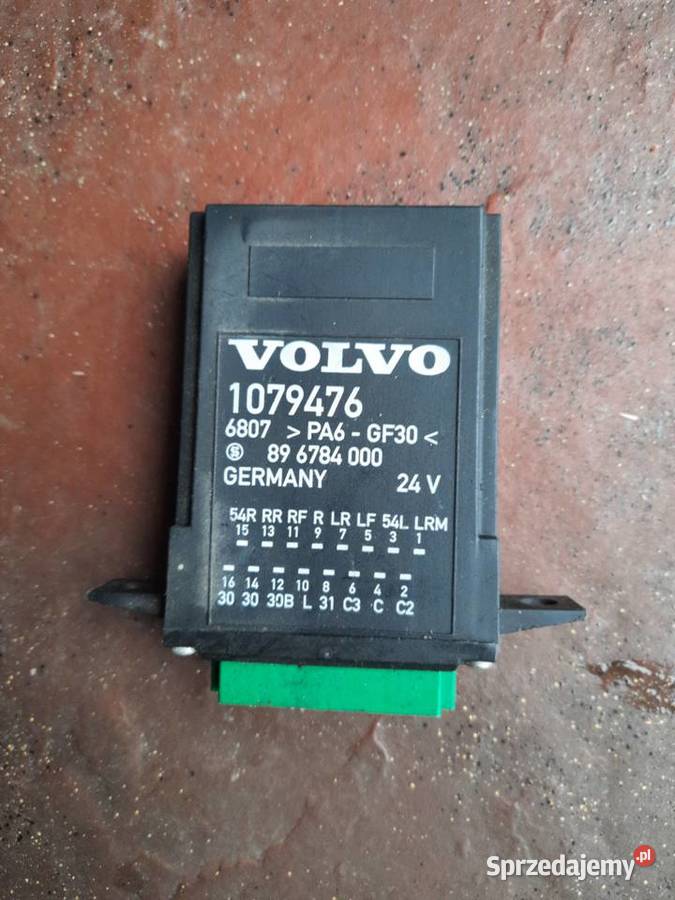 VOLVO
1079476
6807 >PA6-GF30<
89 6784 000
GERMANY 24 V
54R RR RF R LR LF 54L LRM
15 13 11 9 7 5 3 1
16 14 12 10 8 6 4 2
30 30 30B L 31 C3 C C2
Sprzedajemy.pl